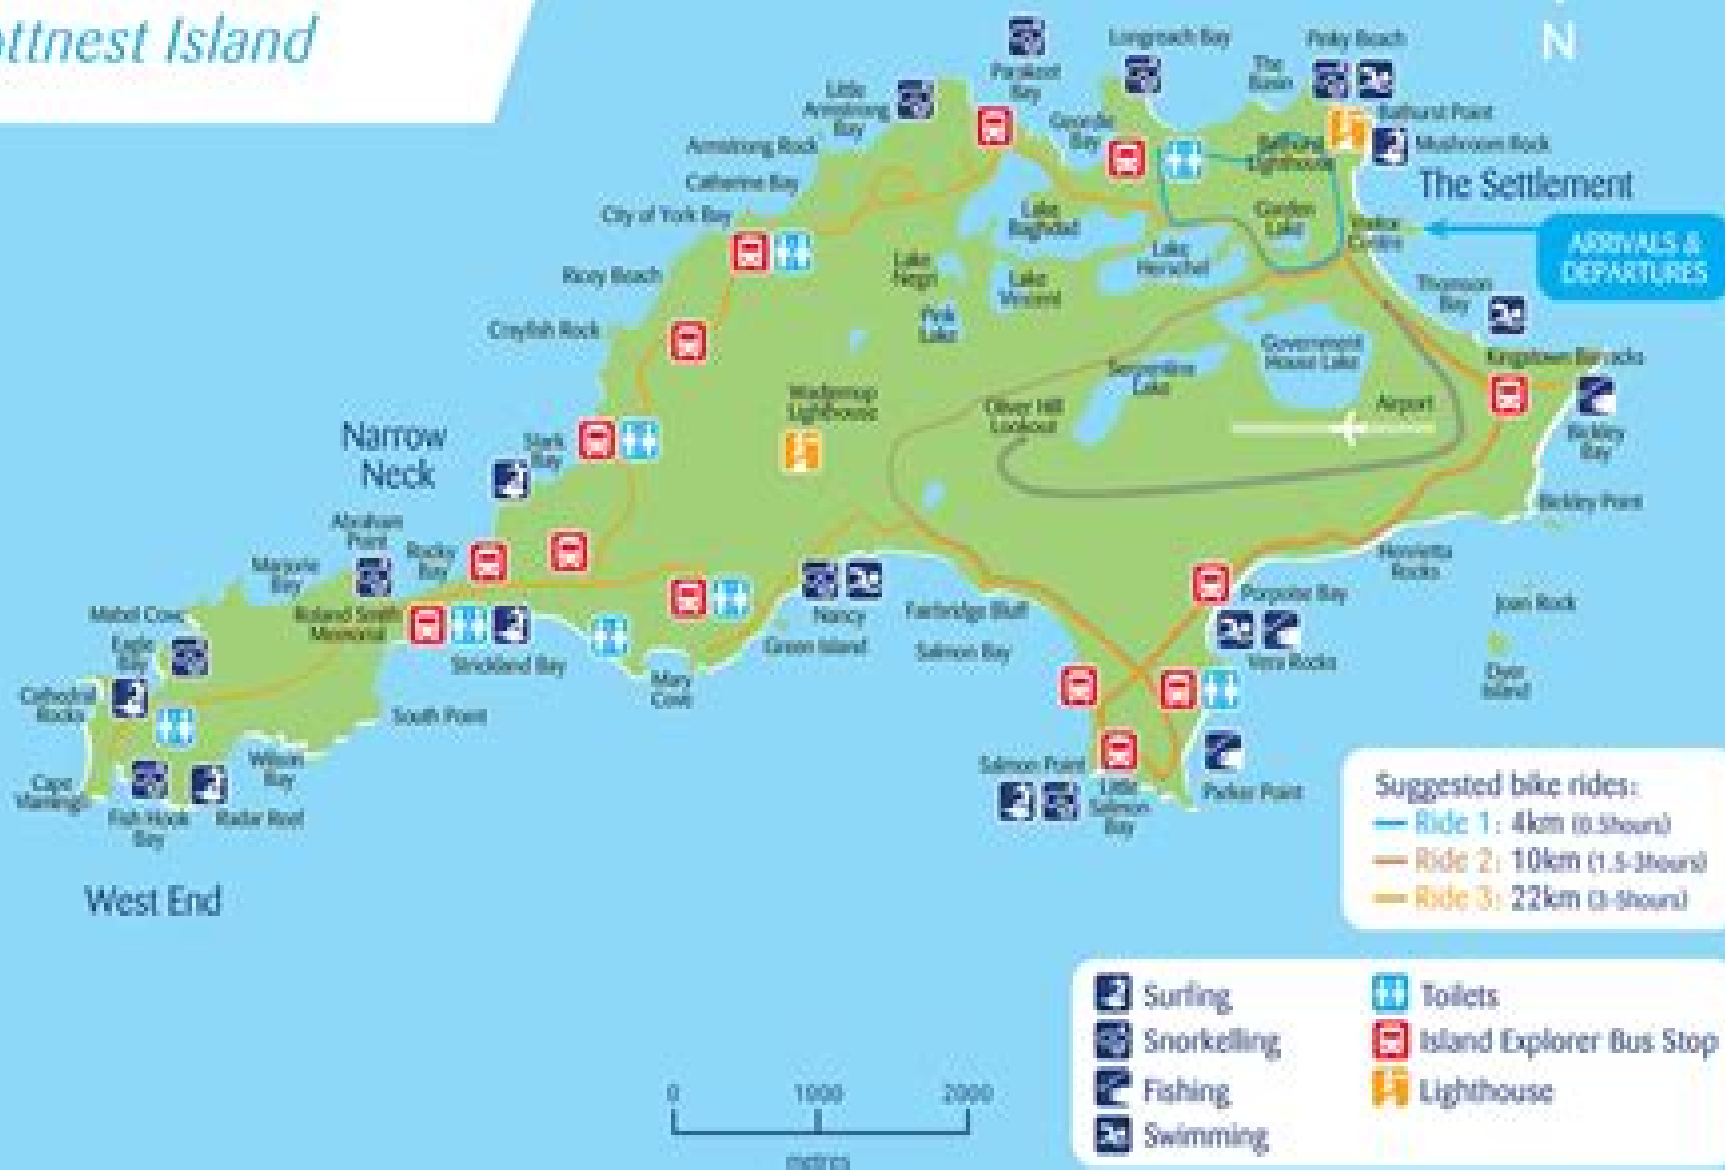 ottnest Island
N
Parakeet
Bay
Longreach Bay
The
Basin
Pinky Beach
Little
Armstrong
Bay
Geordie
Bay
Bathurst Point
Armstrong Rock
Bathurst
Lighthouse
Mushroom Rock
Catherine Bay
The Settlement
City of York Bay
Lake
Baghdad
Garden
Lake
Visitor
Centre
ARRIVALS &
DEPARTURES
Lake
Herschel
Ricey Beach
Lake
Negri
Lake
Vincent
Thomson
Bay
Crayfish Rock
Pink
Lake
Government
House Lake
Kingstown Barracks
Serpentine
Lake
Wadjemup
Lighthouse
Oliver Hill
Lookout
Airport
Narrow
Neck
Stark
Bay
Bickley
Bay
Bickley Point
Abraham
Point
Rocky
Bay
Marjorie
Bay
Henrietta
Rocks
Mabel Cove
Roland Smith
Memorial
Nancy
Fairbridge Bluff
Porpoise Bay
Joan Rock
Eagle
Bay
Strickland Bay
Green Island
Salmon Bay
Vera Rocks
Cathedral
Rocks
Mary
Cove
Dyer
Island
South Point
Wilson
Bay
Salmon Point
Cape
Vlamingh
Fish Hook
Bay
Radar Reef
Little
Salmon
Bay
Parker Point
West End
Suggested bike rides:
Ride 1: 4km (0.5hours)
Ride 2: 10km (1.5-3hours)
Ride 3: 22km
Surfing
Snorkelling
Fishing
Swimming
Toilets
Island Explorer Bus Stop
Lighthouse
0 1000 2000
metres